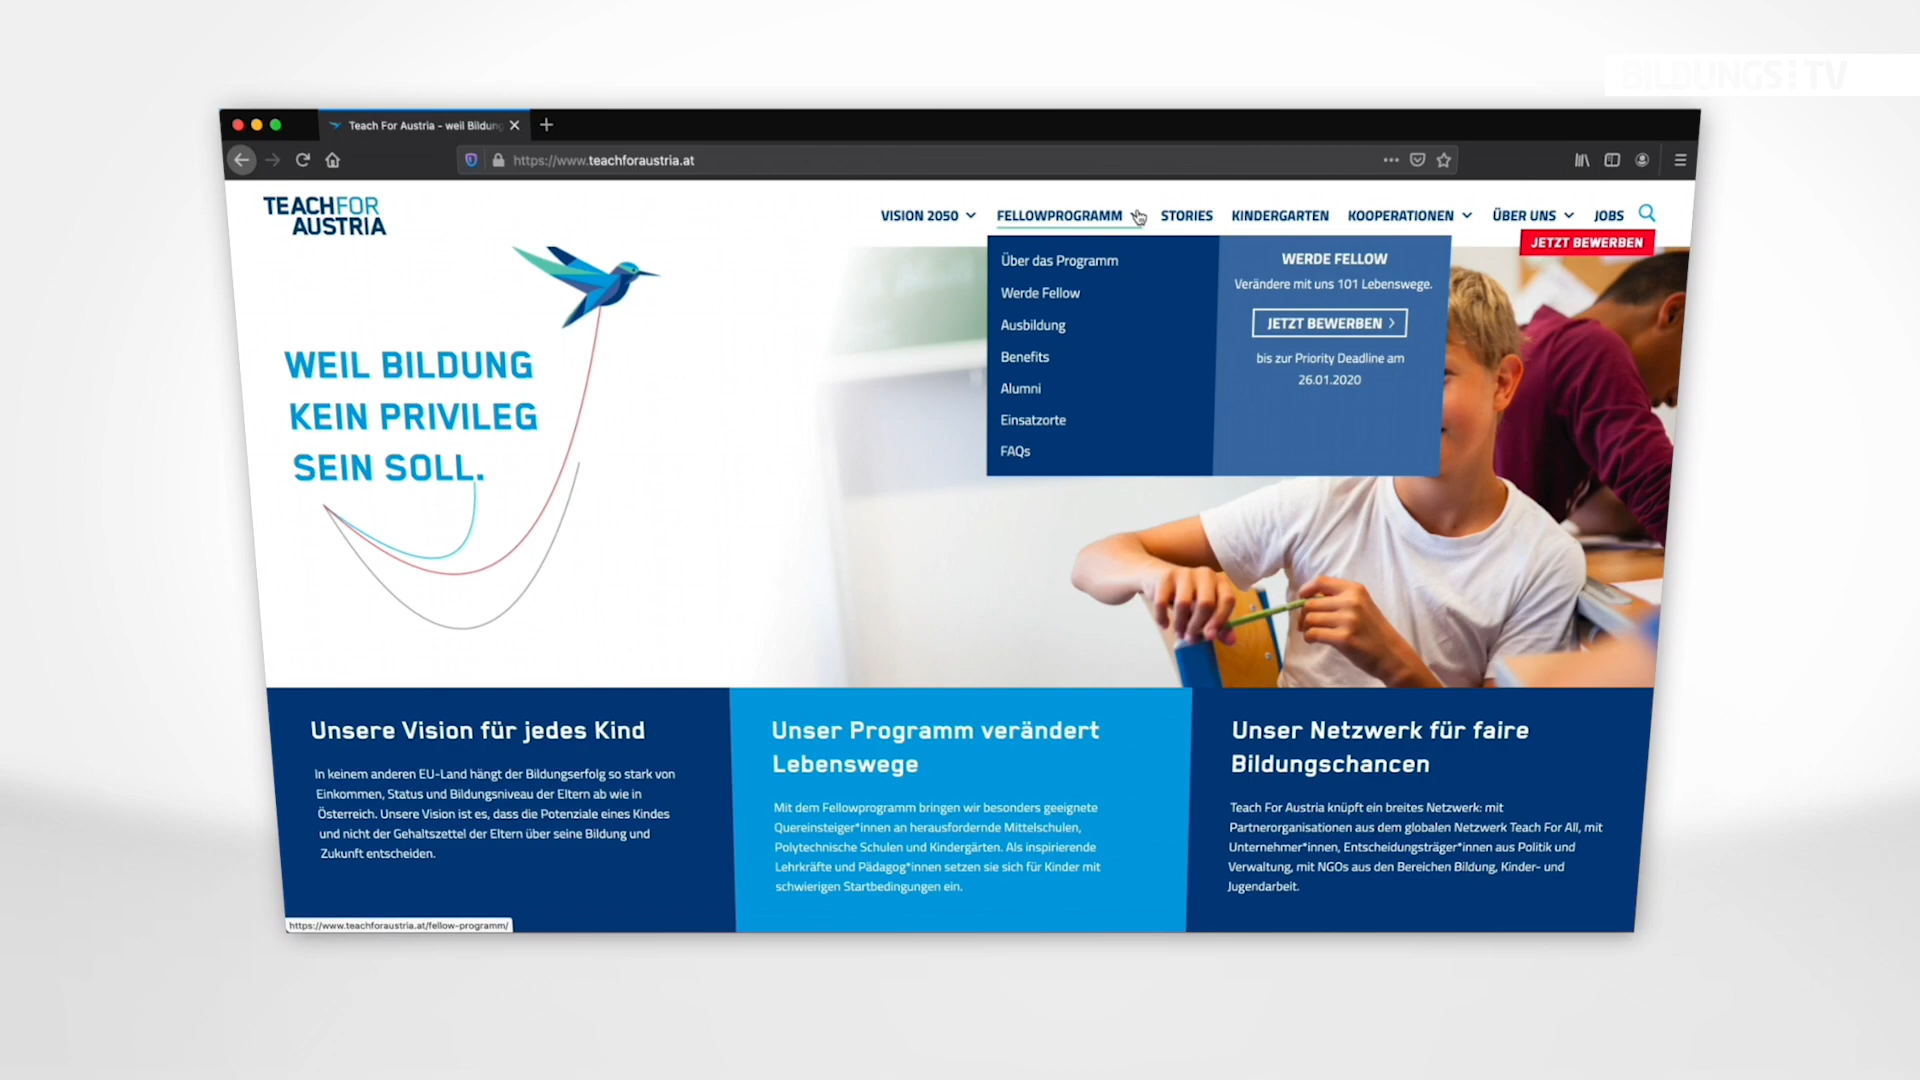 BILDUNGS TV
Teach For Austria - weil Bildung
https://www.teachforaustria.at
TEACHFOR
AUSTRIA
VISION 2050
FELLOWPROGRAMM
STORIES
KINDERGARTEN
KOOPERATIONEN
ÜBER UNS
JOBS
JETZT BEWERBEN
Über das Programm
Werde Fellow
Ausbildung
Benefits
Alumni
Einsatzorte
FAQs
WERDE FELLOW
Verändere mit uns 101 Lebenswege.
JETZT BEWERBEN
bis zur Priority Deadline am
26.01.2020
WEIL BILDUNG
KEIN PRIVILEG
SEIN SOLL.
Unsere Vision für jedes Kind
In keinem anderen EU-Land hängt der Bildungserfolg so stark von
Einkommen, Status und Bildungsniveau der Eltern ab wie in
Österreich. Unsere Vision ist es, dass die Potenziale eines Kindes
und nicht der Gehaltszettel der Eltern über seine Bildung und
Zukunft entscheiden.
Unser Programm verändert
Lebenswege
Mit dem Fellowprogramm bringen wir besonders geeignete
Quereinsteiger*innen an herausfordernde Mittelschulen,
Polytechnische Schulen und Kindergärten. Als inspirierende
Lehrkräfte und Pädagog*innen setzen sie sich für Kinder mit
schwierigen Startbedingungen ein.
Unser Netzwerk für faire
Bildungschancen
Teach For Austria knüpft ein breites Netzwerk: mit
Partnerorganisationen aus dem globalen Netzwerk Teach For All, mit
Unternehmer*innen, Entscheidungsträger*innen aus Politik und
Verwaltung, mit NGOs aus den Bereichen Bildung, Kinder- und
Jugendarbeit.
https://www.teachforaustria.at/fellow-programm/